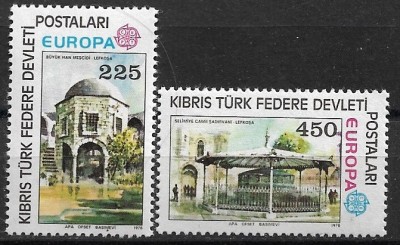 POSTALARI
EUROPA
BÜYÜK HAN MESCİDİ - LEFKOŞA
225
KIBRIS TÜRK FEDERE DEVLETİ
APA OFSET BASIMEVİ 1978
KIBRIS TÜRK FEDERE DEVLETİ
SELİMİYE CAMİİ ŞADIRVANI - LEFKOŞA
450
POSTALARI
EUROPA
APA OFSET BASIMEVİ 1978